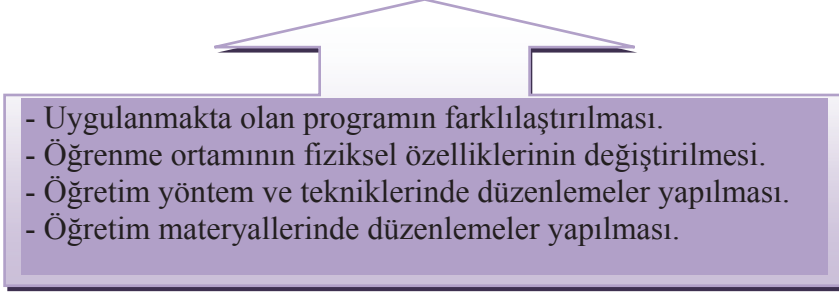 - Uygulanmakta olan programın farklılaştırılması.
- Öğrenme ortamının fiziksel özelliklerinin değiştirilmesi.
- Öğretim yöntem ve tekniklerinde düzenlemeler yapılması.
- Öğretim materyallerinde düzenlemeler yapılması.